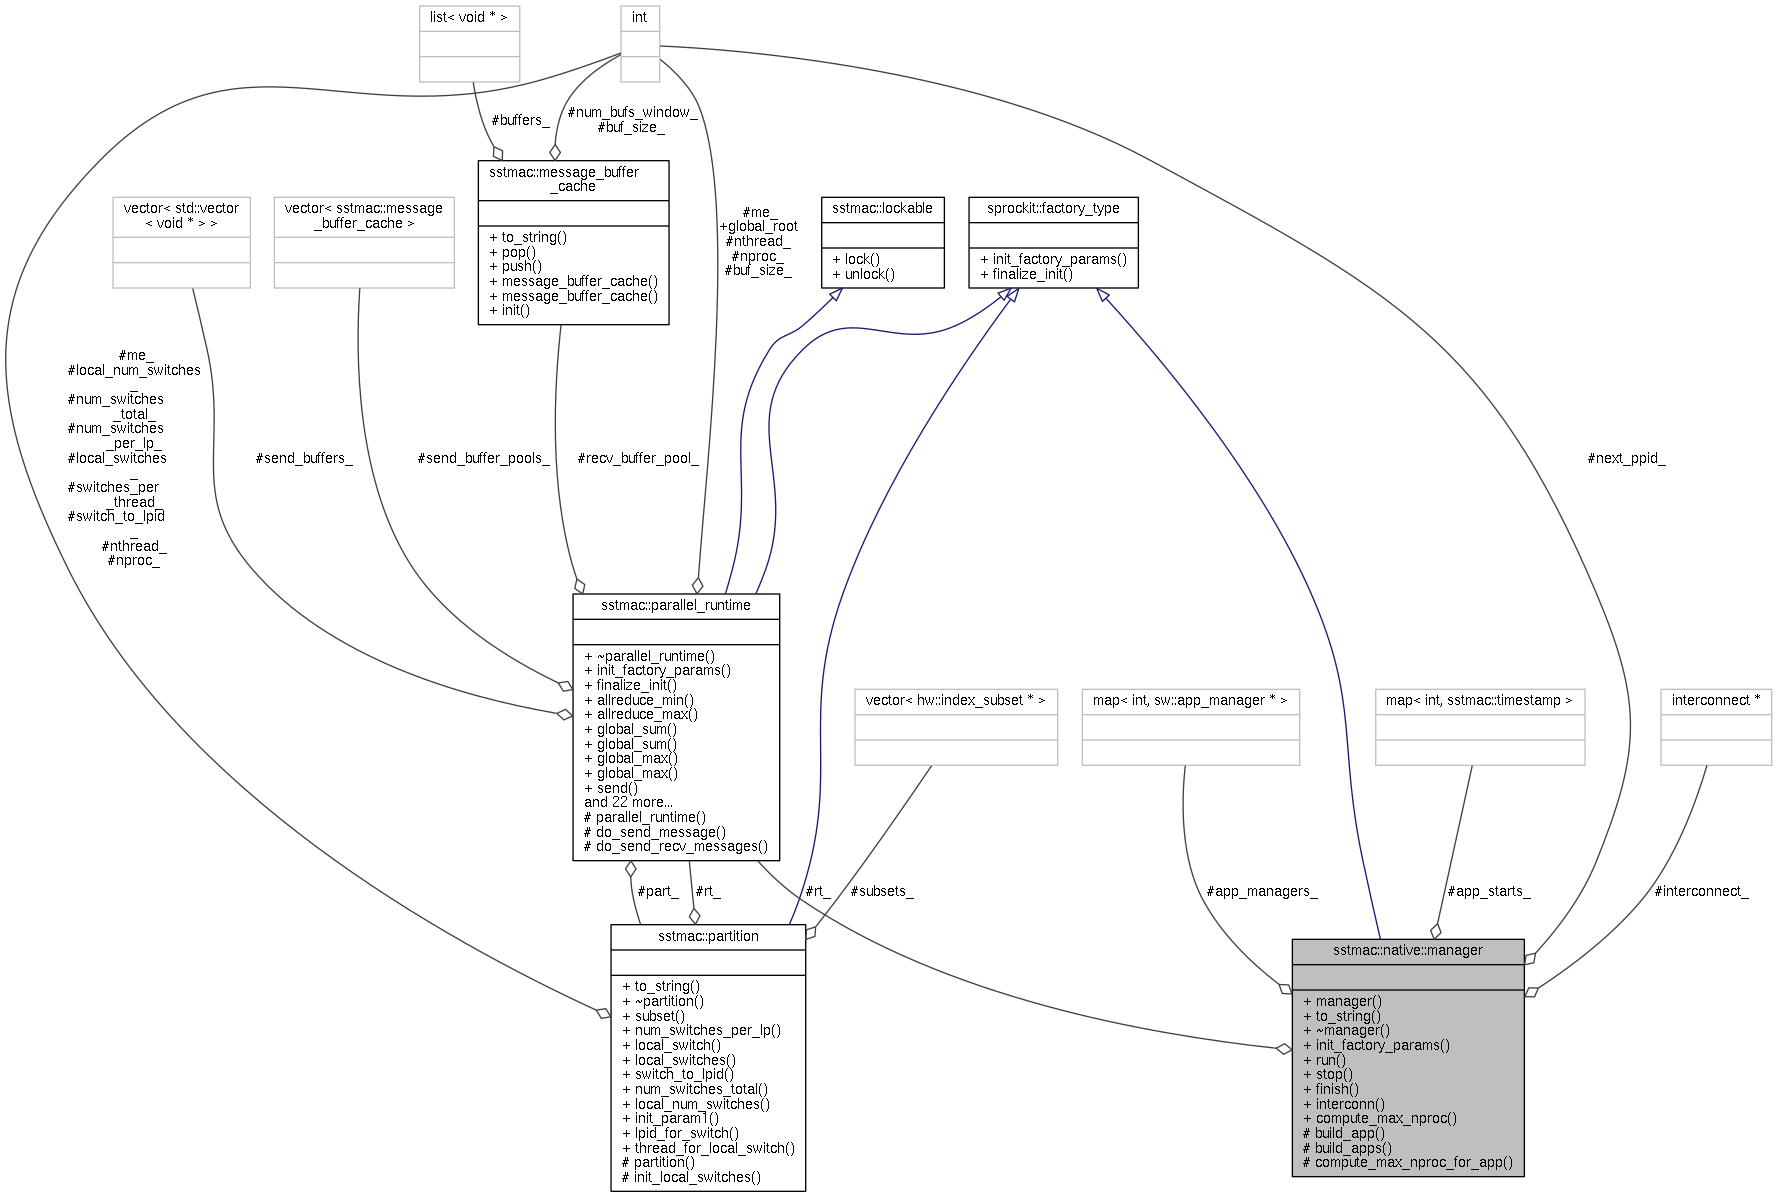 list< void * >
int
#buffers_
#num_bufs_window_
#buf_size_
sstmac::message_buffer
_cache
+ to_string()
+ pop()
+ push()
+ message_buffer_cache()
+ message_buffer_cache()
+ init()
vector< std::vector
< void * > >
vector< sstmac::message
_buffer_cache >
#me_
+global_root
#nthread_
#nproc_
#buf_size_
sstmac::lockable
+ lock()
+ unlock()
sprockit::factory_type
+ init_factory_params()
+ finalize_init()
#me_
#local_num_switches
_
#num_switches
_total_
#num_switches
_per_lp_
#local_switches
_
#switches_per
_thread_
#switch_to_lpid
_
#nthread_
#nproc_
#send_buffers_
#send_buffer_pools_
#recv_buffer_pool_
#next_ppid_
sstmac::parallel_runtime
+ ~parallel_runtime()
+ init_factory_params()
+ finalize_init()
+ allreduce_min()
+ allreduce_max()
+ global_sum()
+ global_sum()
+ global_max()
+ global_max()
+ send()
and 22 more...
# parallel_runtime()
# do_send_message()
# do_send_recv_messages()
vector< hw::index_subset * >
map< int, sw::app_manager * >
map< int, sstmac::timestamp >
interconnect *
#part_
#rt_
#rt_
#subsets_
#app_managers_
#app_starts_
#interconnect_
sstmac::partition
+ to_string()
+ ~partition()
+ subset()
+ num_switches_per_lp()
+ local_switch()
+ local_switches()
+ switch_to_lpid()
+ num_switches_total()
+ local_num_switches()
+ init_param1()
+ lpid_for_switch()
+ thread_for_local_switch()
# partition()
# init_local_switches()
sstmac::native::manager
+ manager()
+ to_string()
+ ~manager()
+ init_factory_params()
+ run()
+ stop()
+ finish()
+ interconn()
+ compute_max_nproc()
# build_app()
# build_apps()
# compute_max_nproc_for_app()